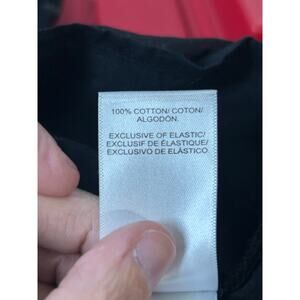 100% COTTON/ COTON/
ALGODÓN.
EXCLUSIVE OF ELASTIC/
EXCLUSIF DE ÉLASTIQUE/
EXCLUSIVO DE ELÁSTICO.